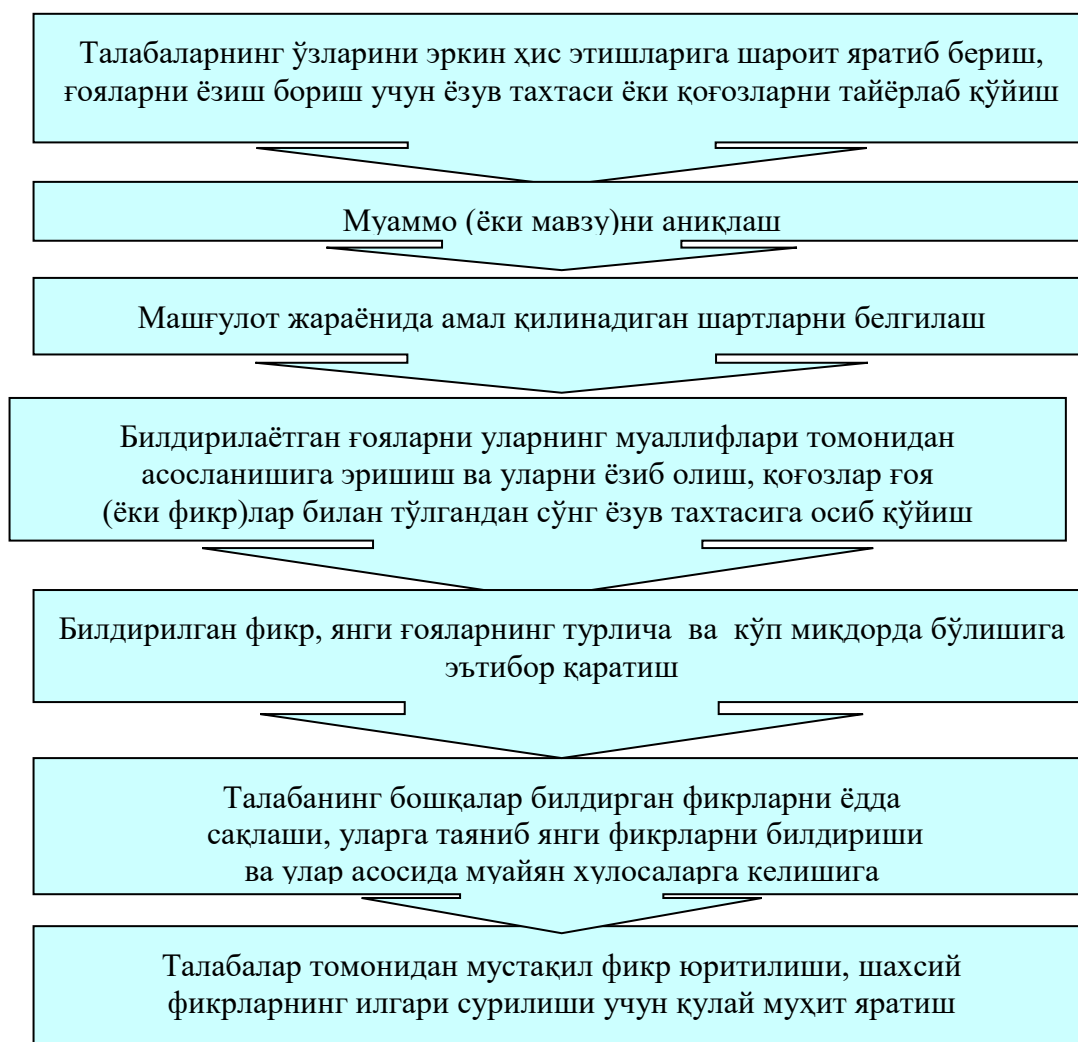 Талабаларнинг ўзларини эркин ҳис этишларига шароит яратиб бериш,
ғояларни ёзиш бориш учун ёзув тахтаси ёки қоғозларни тайёрлаб қўйиш
Муаммо (ёки мавзу)ни аниқлаш
Машғулот жараёнида амал қилинадиган шартларни белгилаш
Билдирилаётган ғояларни уларнинг муаллифлари томонидан
асосланишига эришиш ва уларни ёзиб олиш, қоғозлар ғоя
(ёки фикр)лар билан тўлгандан сўнг ёзув тахтасига осиб қўйиш
Билдирилган фикр, янги ғояларнинг турлича ва кўп миқдорда бўлишига
эътибор қаратиш
Талабанинг бошқалар билдирган фикрларни ёдда
сақлаши, уларга таяниб янги фикрларни билдириши
ва улар асосида муайян хулосаларга келишига
Талабалар томонидан мустақил фикр юритилиши, шахсий
фикрларнинг илгари сурилиши учун қулай муҳит яратиш